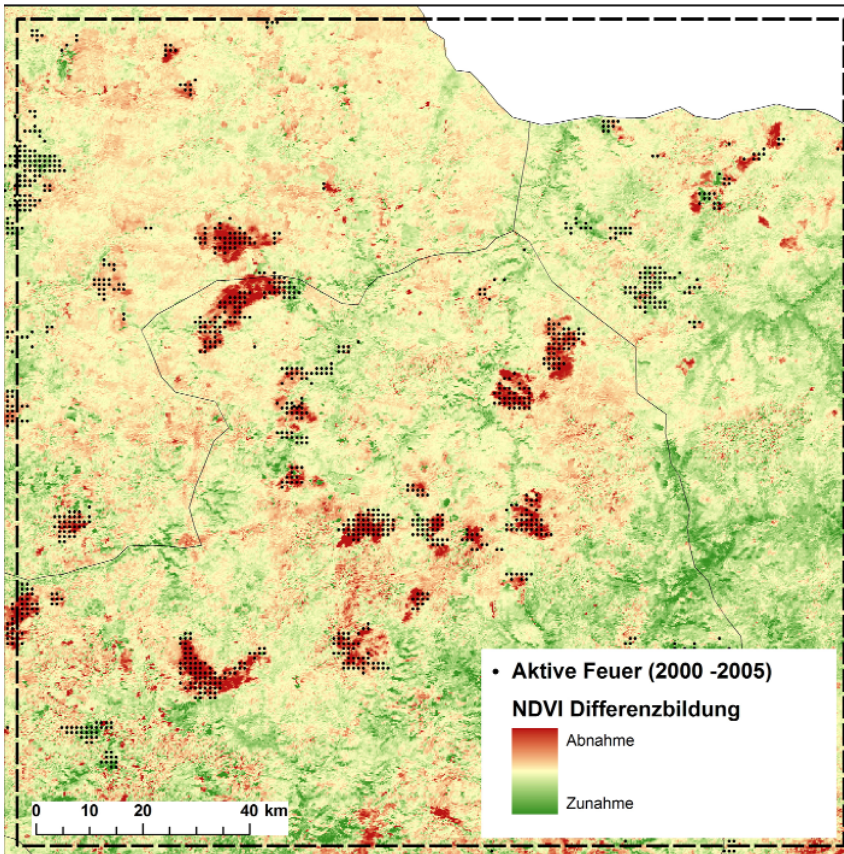 • Aktive Feuer (2000 -2005)
NDVI Differenzbildung
Abnahme
Zunahme
0 10 20 40 km